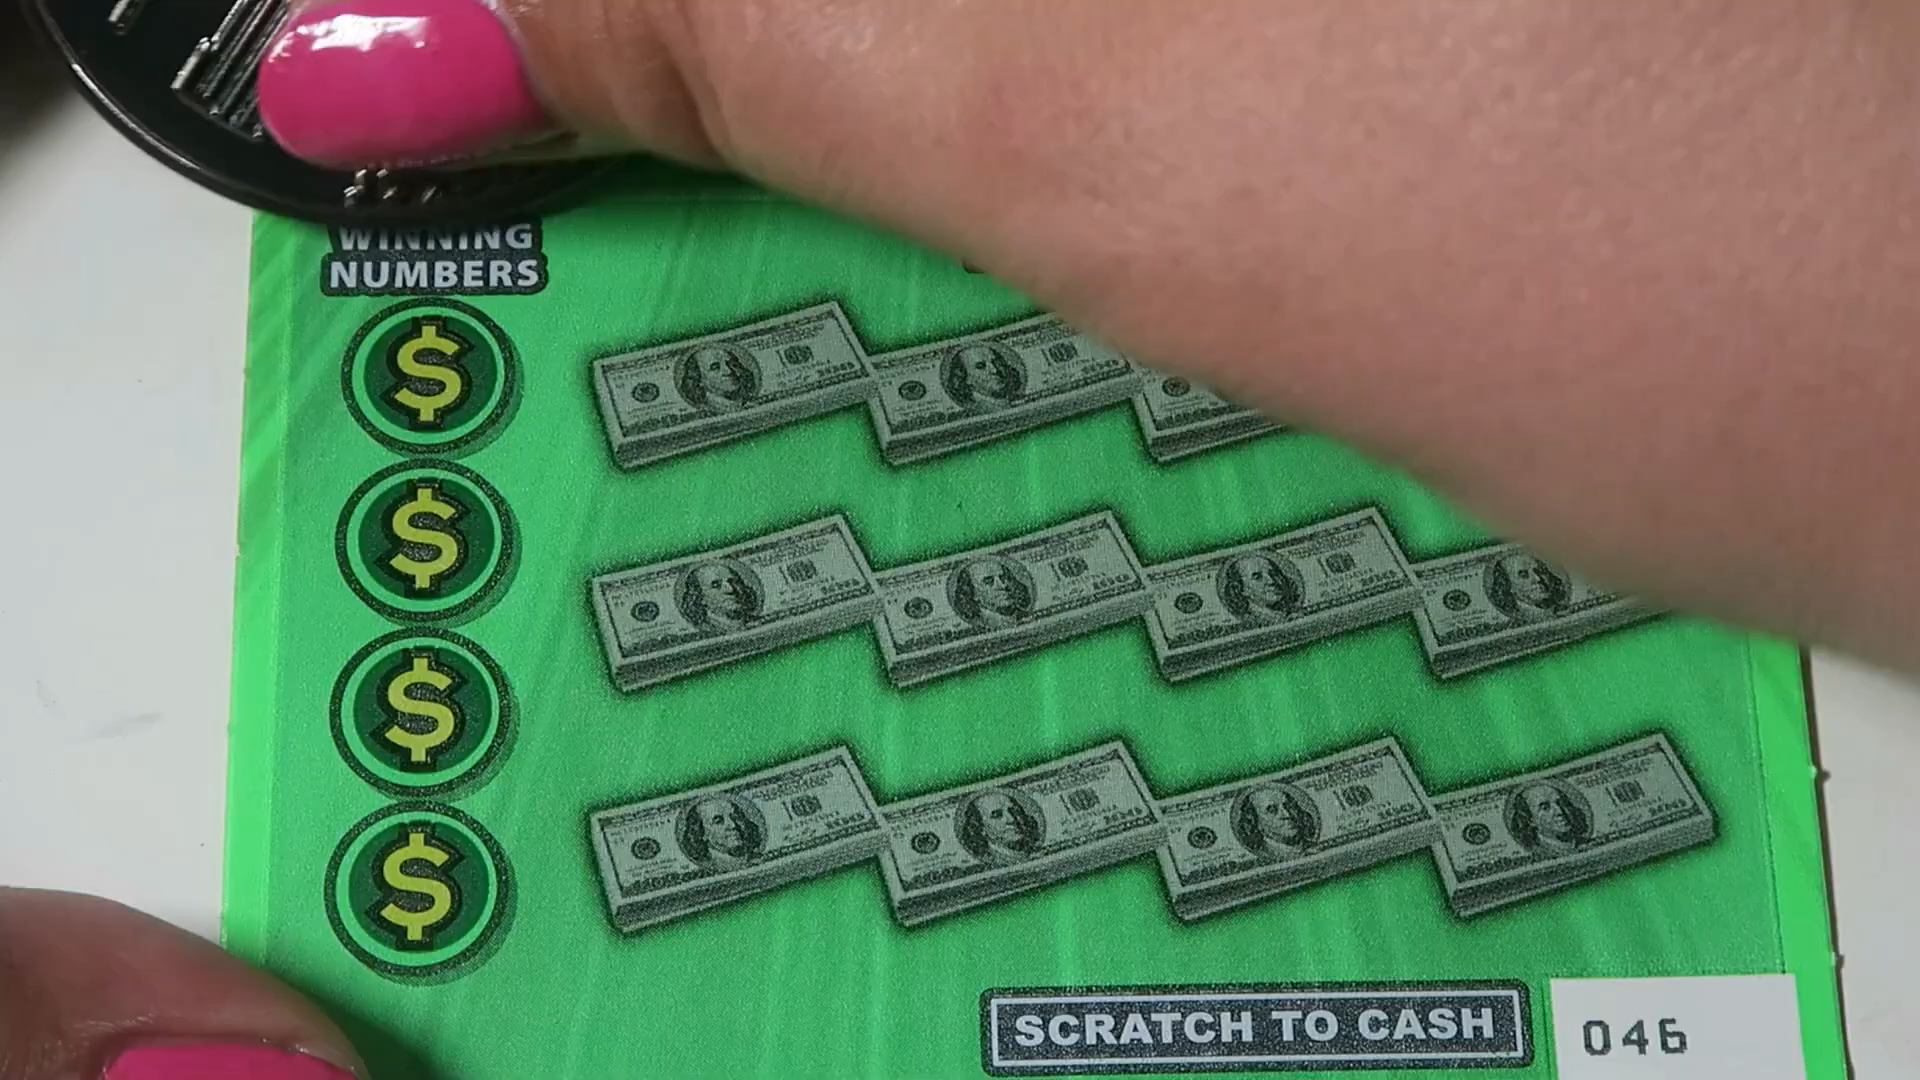 WINNING
NUMBERS
$
$
$
$
SCRATCH TO CASH
046